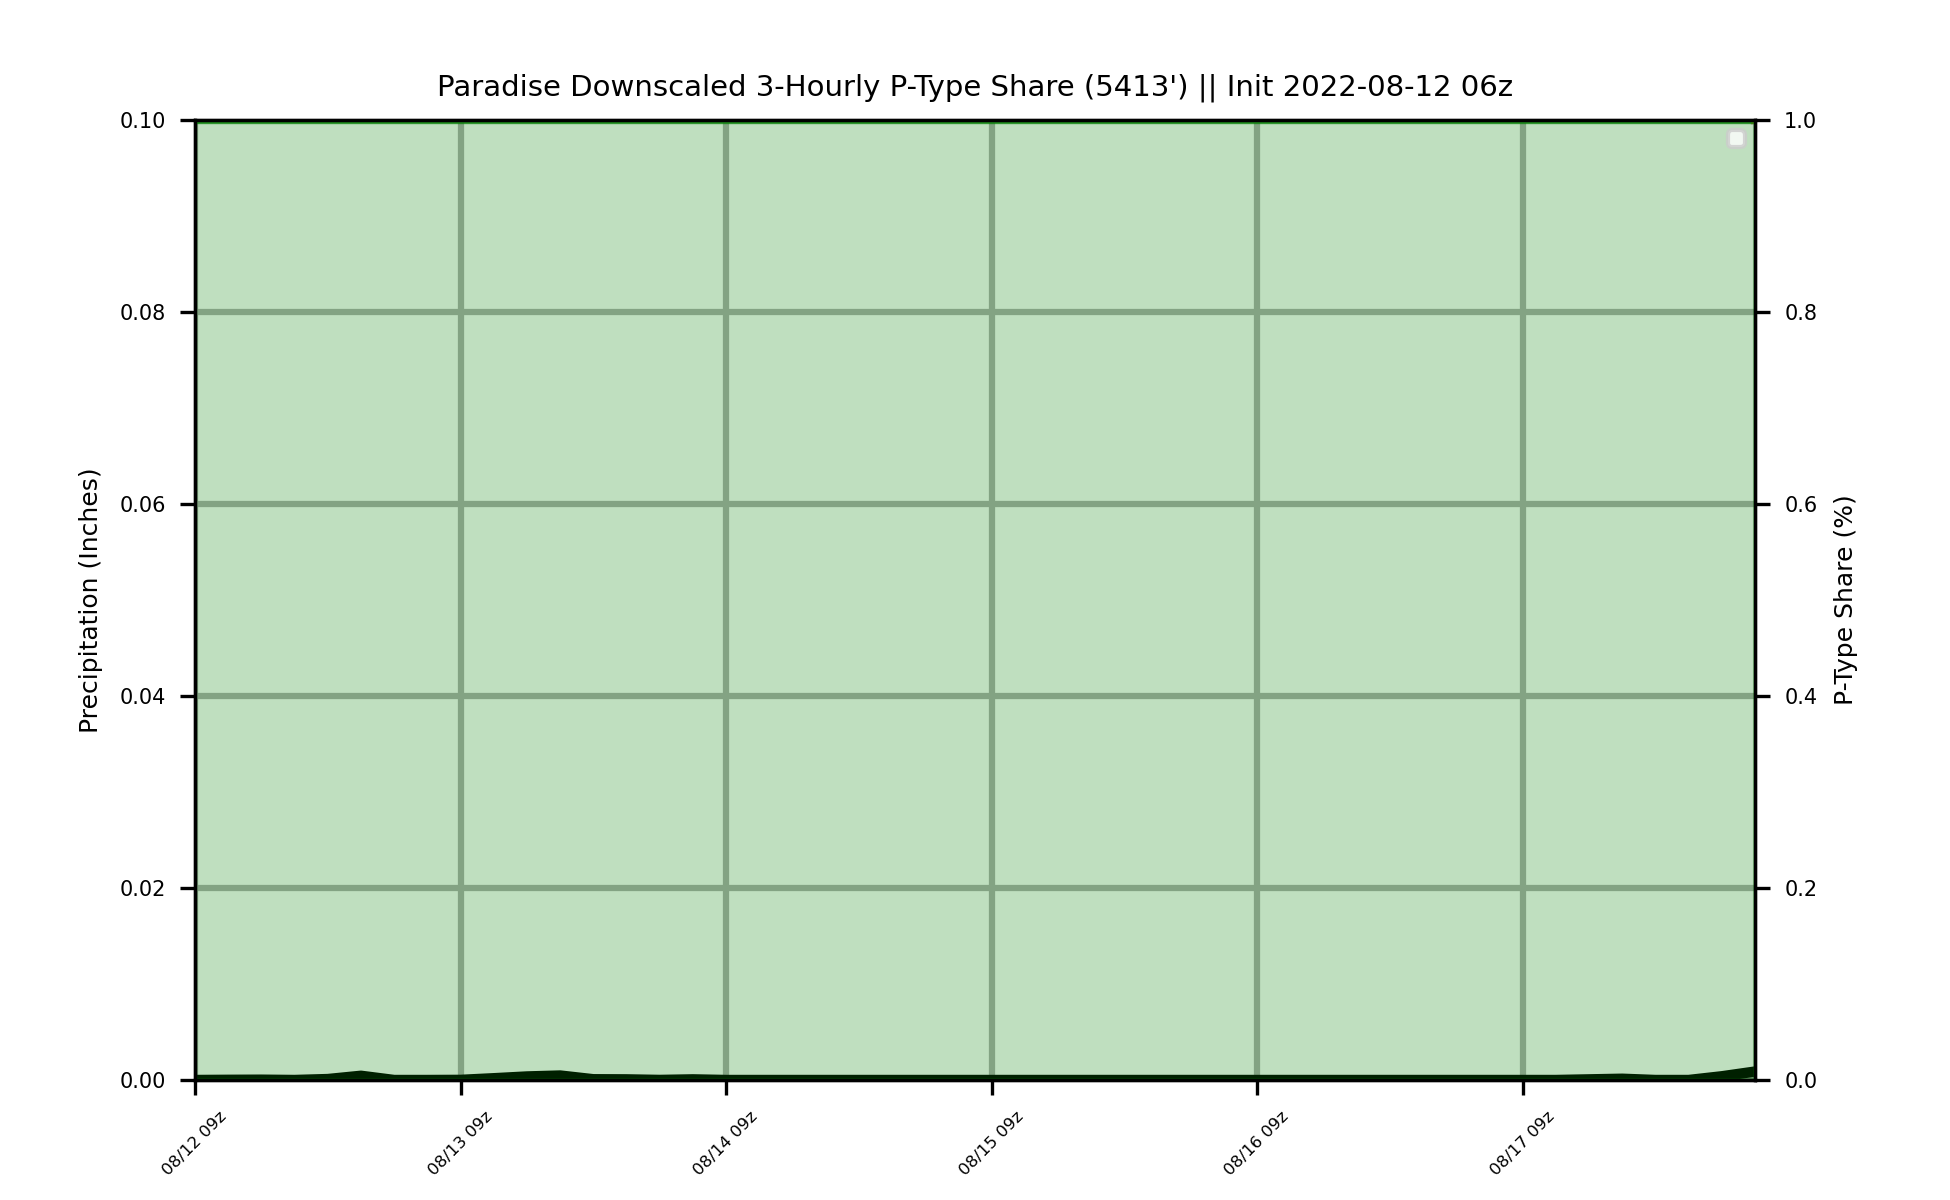 Paradise Downscaled 3-Hourly P-Type Share (5413') || Init 2022-08-12 06z
Precipitation (Inches)
0.10
0.08
0.06
0.04
0.02
0.00
1.0
0.8
0.6
0.4
0.2
0.0
P-Type Share (%)
08/12 09z
08/13 09z
08/14 09z
08/15 09z
08/16 09z
08/17 09z